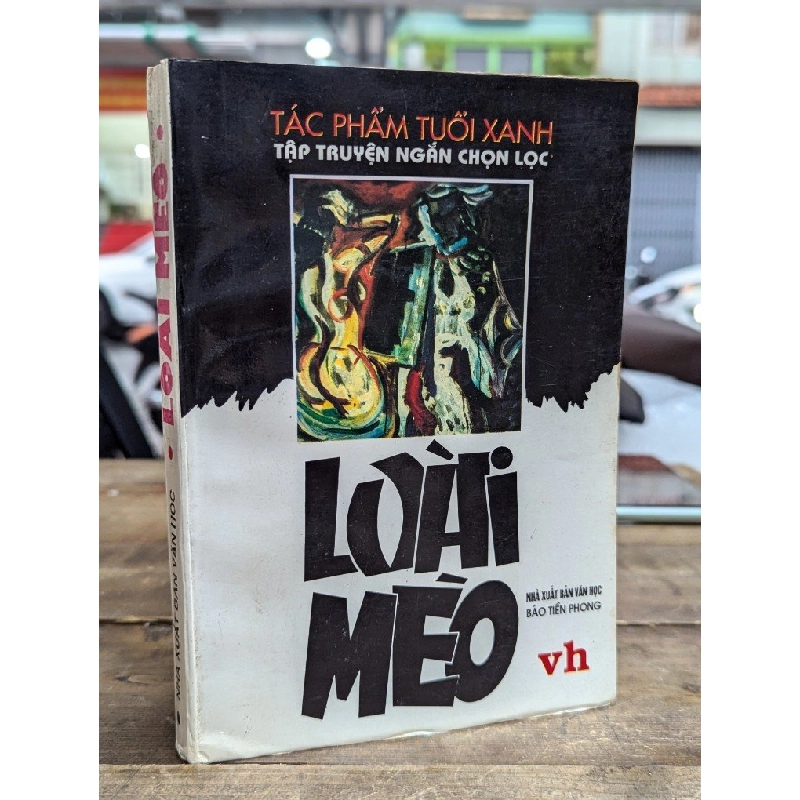 TÁC PHẨM TUỔI XANH
TẬP TRUYỆN NGẮN CHỌN LỌC
LOÀI
MÈO
NHÀ XUẤT BẢN VĂN HỌC
BÁO TIỀN PHONG
vh
• LOÀI MÈO •
• NHÀ XUẤT BẢN VĂN HỌC